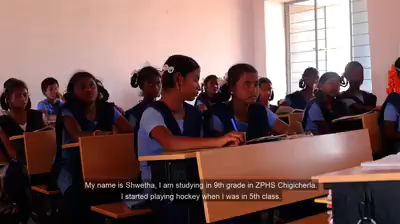 My name is Shwetha, I am studying in 9th grade in ZPHS Chigicherla.
I started playing hockey when I was in 5th class.